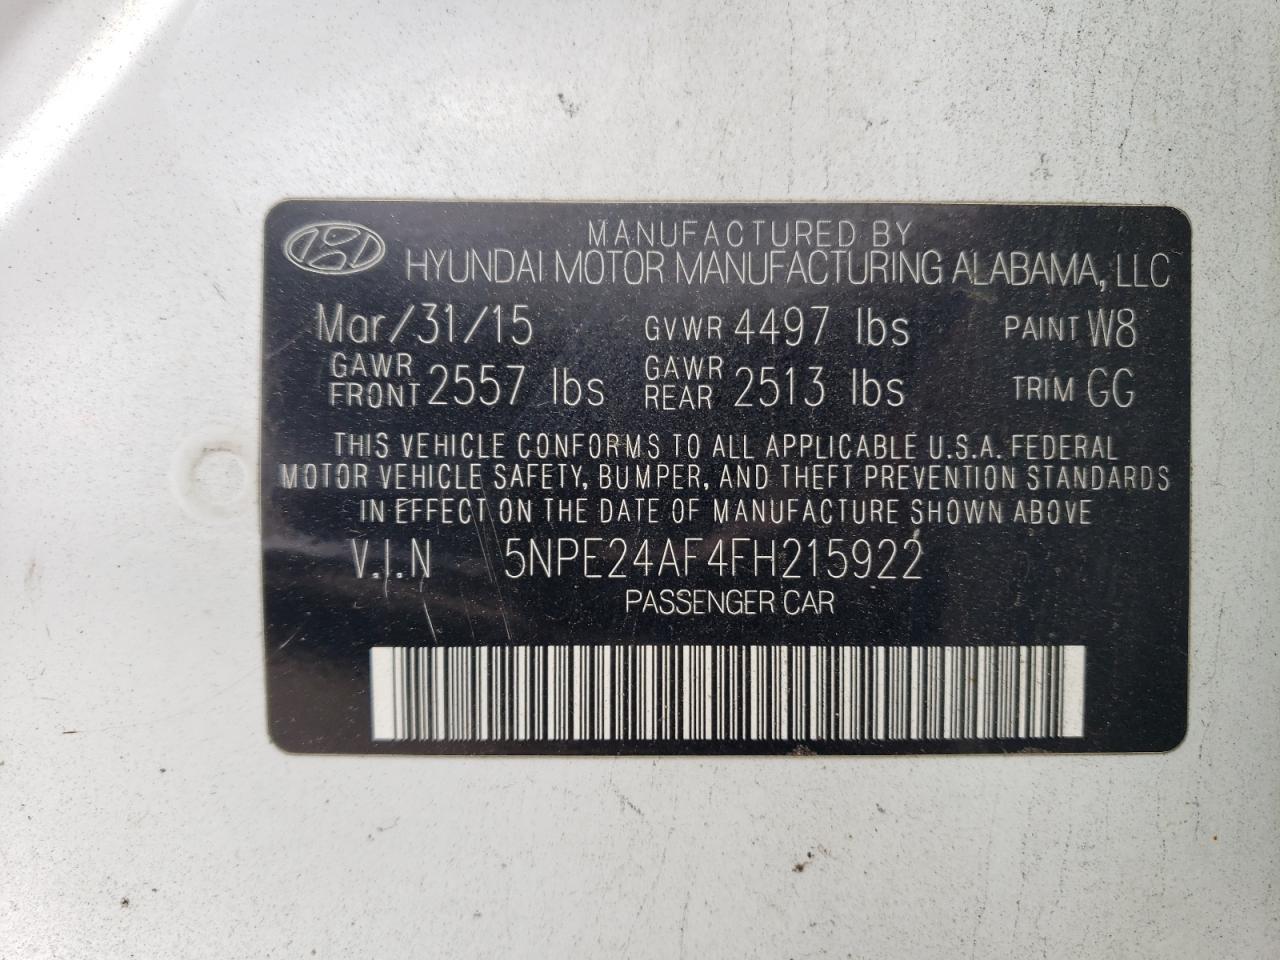 MANUFACTURED BY
HYUNDAI MOTOR MANUFACTURING ALABAMA, LLC
Mar/31/15 GVWR 4497 lbs PAINT W8
GAWR FRONT 2557 lbs GAWR REAR 2513 lbs TRIM GG
THIS VEHICLE CONFORMS TO ALL APPLICABLE U.S.A. FEDERAL
MOTOR VEHICLE SAFETY, BUMPER, AND THEFT PREVENTION STANDARDS
IN EFFECT ON THE DATE OF MANUFACTURE SHOWN ABOVE
V.I.N 5NPE24AF4FH215922
PASSENGER CAR